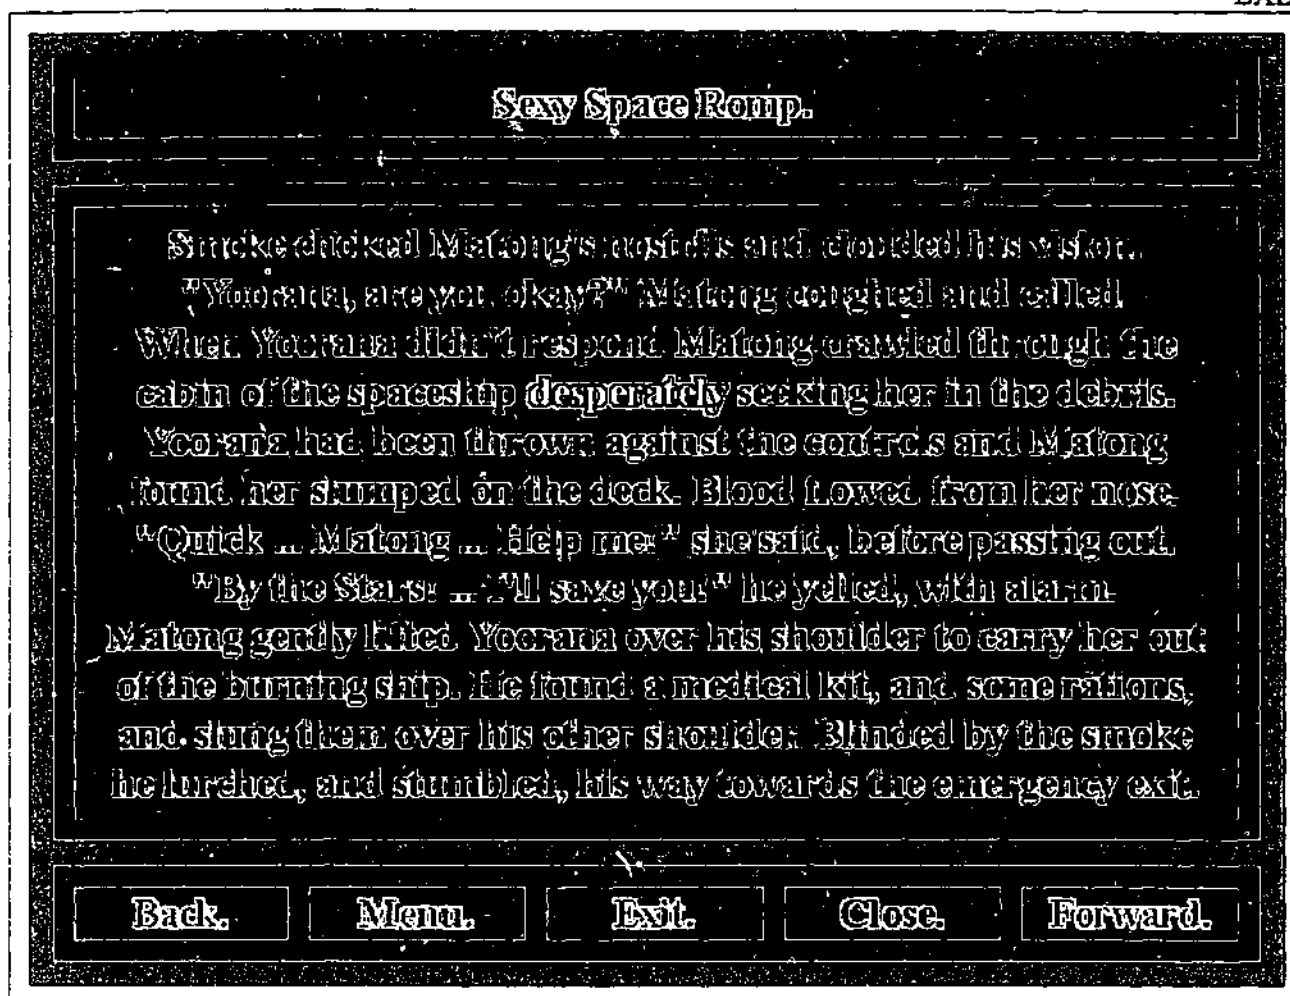 Sexy Space Romp.
Smoke choked Matong's nostrils and clouded his vision.
"Yoorana, are you okay?" Matong coughed and called
When Yoorana didn't respond Matong crawled through the
cabin of the spaceship desperately seeking her in the debris.
Yoorana had been thrown against the controls and Matong
found her slumped on the deck. Blood flowed from her nose.
"Quick ... Matong ... Help me!" she said, before passing out.
"By the Stars! ... I'll save you!" he yelled, with alarm.
Matong gently lifted Yoorana over his shoulder to carry her out
of the burning ship. He found a medical kit, and some rations,
and slung them over his other shoulder. Blinded by the smoke
he lurched, and stumbled, his way towards the emergency exit.
Back.
Menu.
Exit.
Close.
Forward.